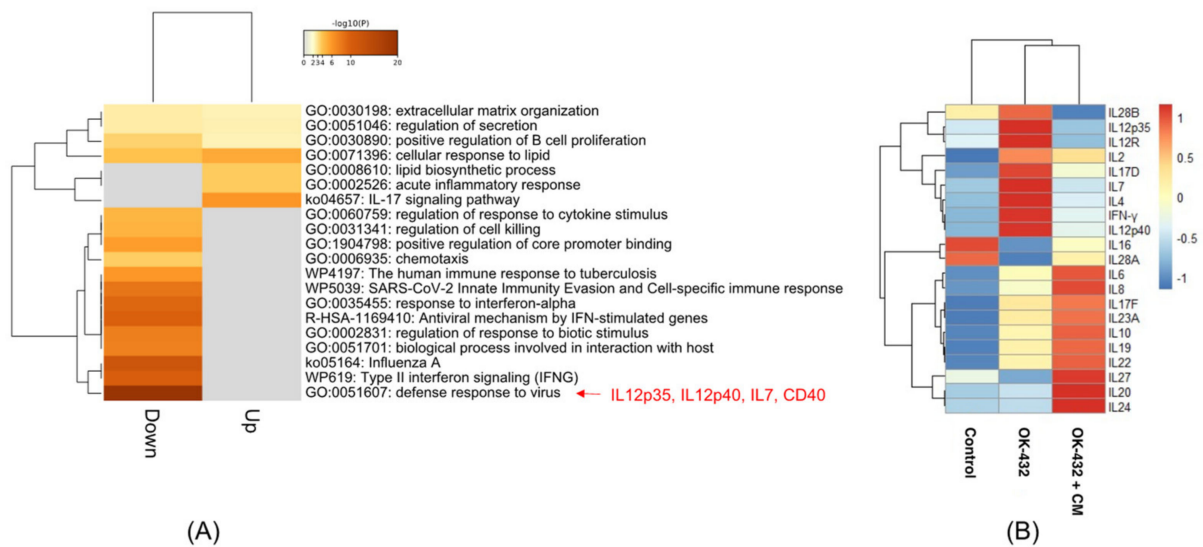 -log10(P)
0 2 3 4 6 10 20
GO:0030198: extracellular matrix organization
GO:0051046: regulation of secretion
GO:0030890: positive regulation of B cell proliferation
GO:0071396: cellular response to lipid
GO:0008610: lipid biosynthetic process
GO:0002526: acute inflammatory response
ko04657: IL-17 signaling pathway
GO:0060759: regulation of response to cytokine stimulus
GO:0031341: regulation of cell killing
GO:1904798: positive regulation of core promoter binding
GO:0006935: chemotaxis
WP4197: The human immune response to tuberculosis
WP5039: SARS-CoV-2 Innate Immunity Evasion and Cell-specific immune response
GO:0035455: response to interferon-alpha
R-HSA-1169410: Antiviral mechanism by IFN-stimulated genes
GO:0002831: regulation of response to biotic stimulus
GO:0051701: biological process involved in interaction with host
ko05164: Influenza A
WP619: Type II interferon signaling (IFNG)
GO:0051607: defense response to virus
IL12p35, IL12p40, IL7, CD40
Down
Up
(A)
IL28B
IL12p35
IL12R
IL2
IL17D
IL7
IL4
IFN-γ
IL12p40
IL16
IL28A
IL6
IL8
IL17F
IL23A
IL10
IL19
IL22
IL27
IL20
IL24
1
0.5
0
-0.5
-1
Control
OK-432
OK-432 + CM
(B)